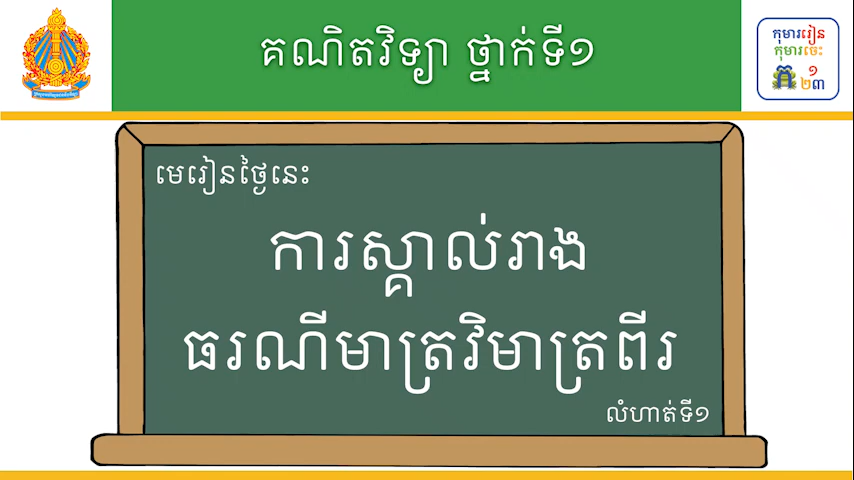 គណិតវិទ្យា ថ្នាក់ទី១
កុមាររៀន
កុមារចេះ
១
២៣
មេរៀនថ្ងៃនេះ
ការស្គាល់រាង
ធរណីមាត្រវិមាត្រពីរ
លំហាត់ទី១